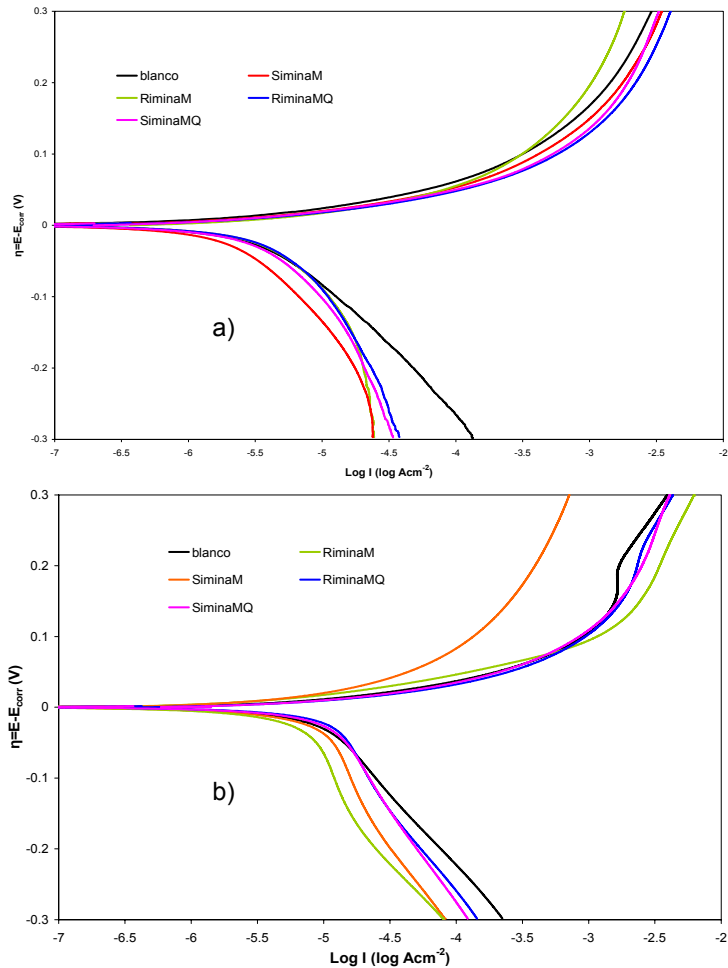 0.3
0.2
0.1
0
-0.1
-0.2
-0.3
η=E-Ecorr (V)
blanco
SiminaM
RiminaM
RiminaMQ
SiminaMQ
a)
-7 -6.5 -6 -5.5 -5 -4.5 -4 -3.5 -3 -2.5 -2
Log I (log Acm⁻²)
0.3
0.2
0.1
0
-0.1
-0.2
-0.3
η=E-Ecorr (V)
blanco
RiminaM
SiminaM
RiminaMQ
SiminaMQ
b)
-7 -6.5 -6 -5.5 -5 -4.5 -4 -3.5 -3 -2.5 -2
Log I (log Acm⁻²)